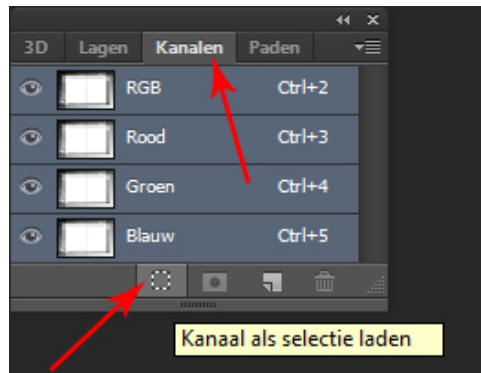 3D Lagen Kanalen Paden
RGB Ctrl+2
Rood Ctrl+3
Groen Ctrl+4
Blauw Ctrl+5
Kanaal als selectie laden